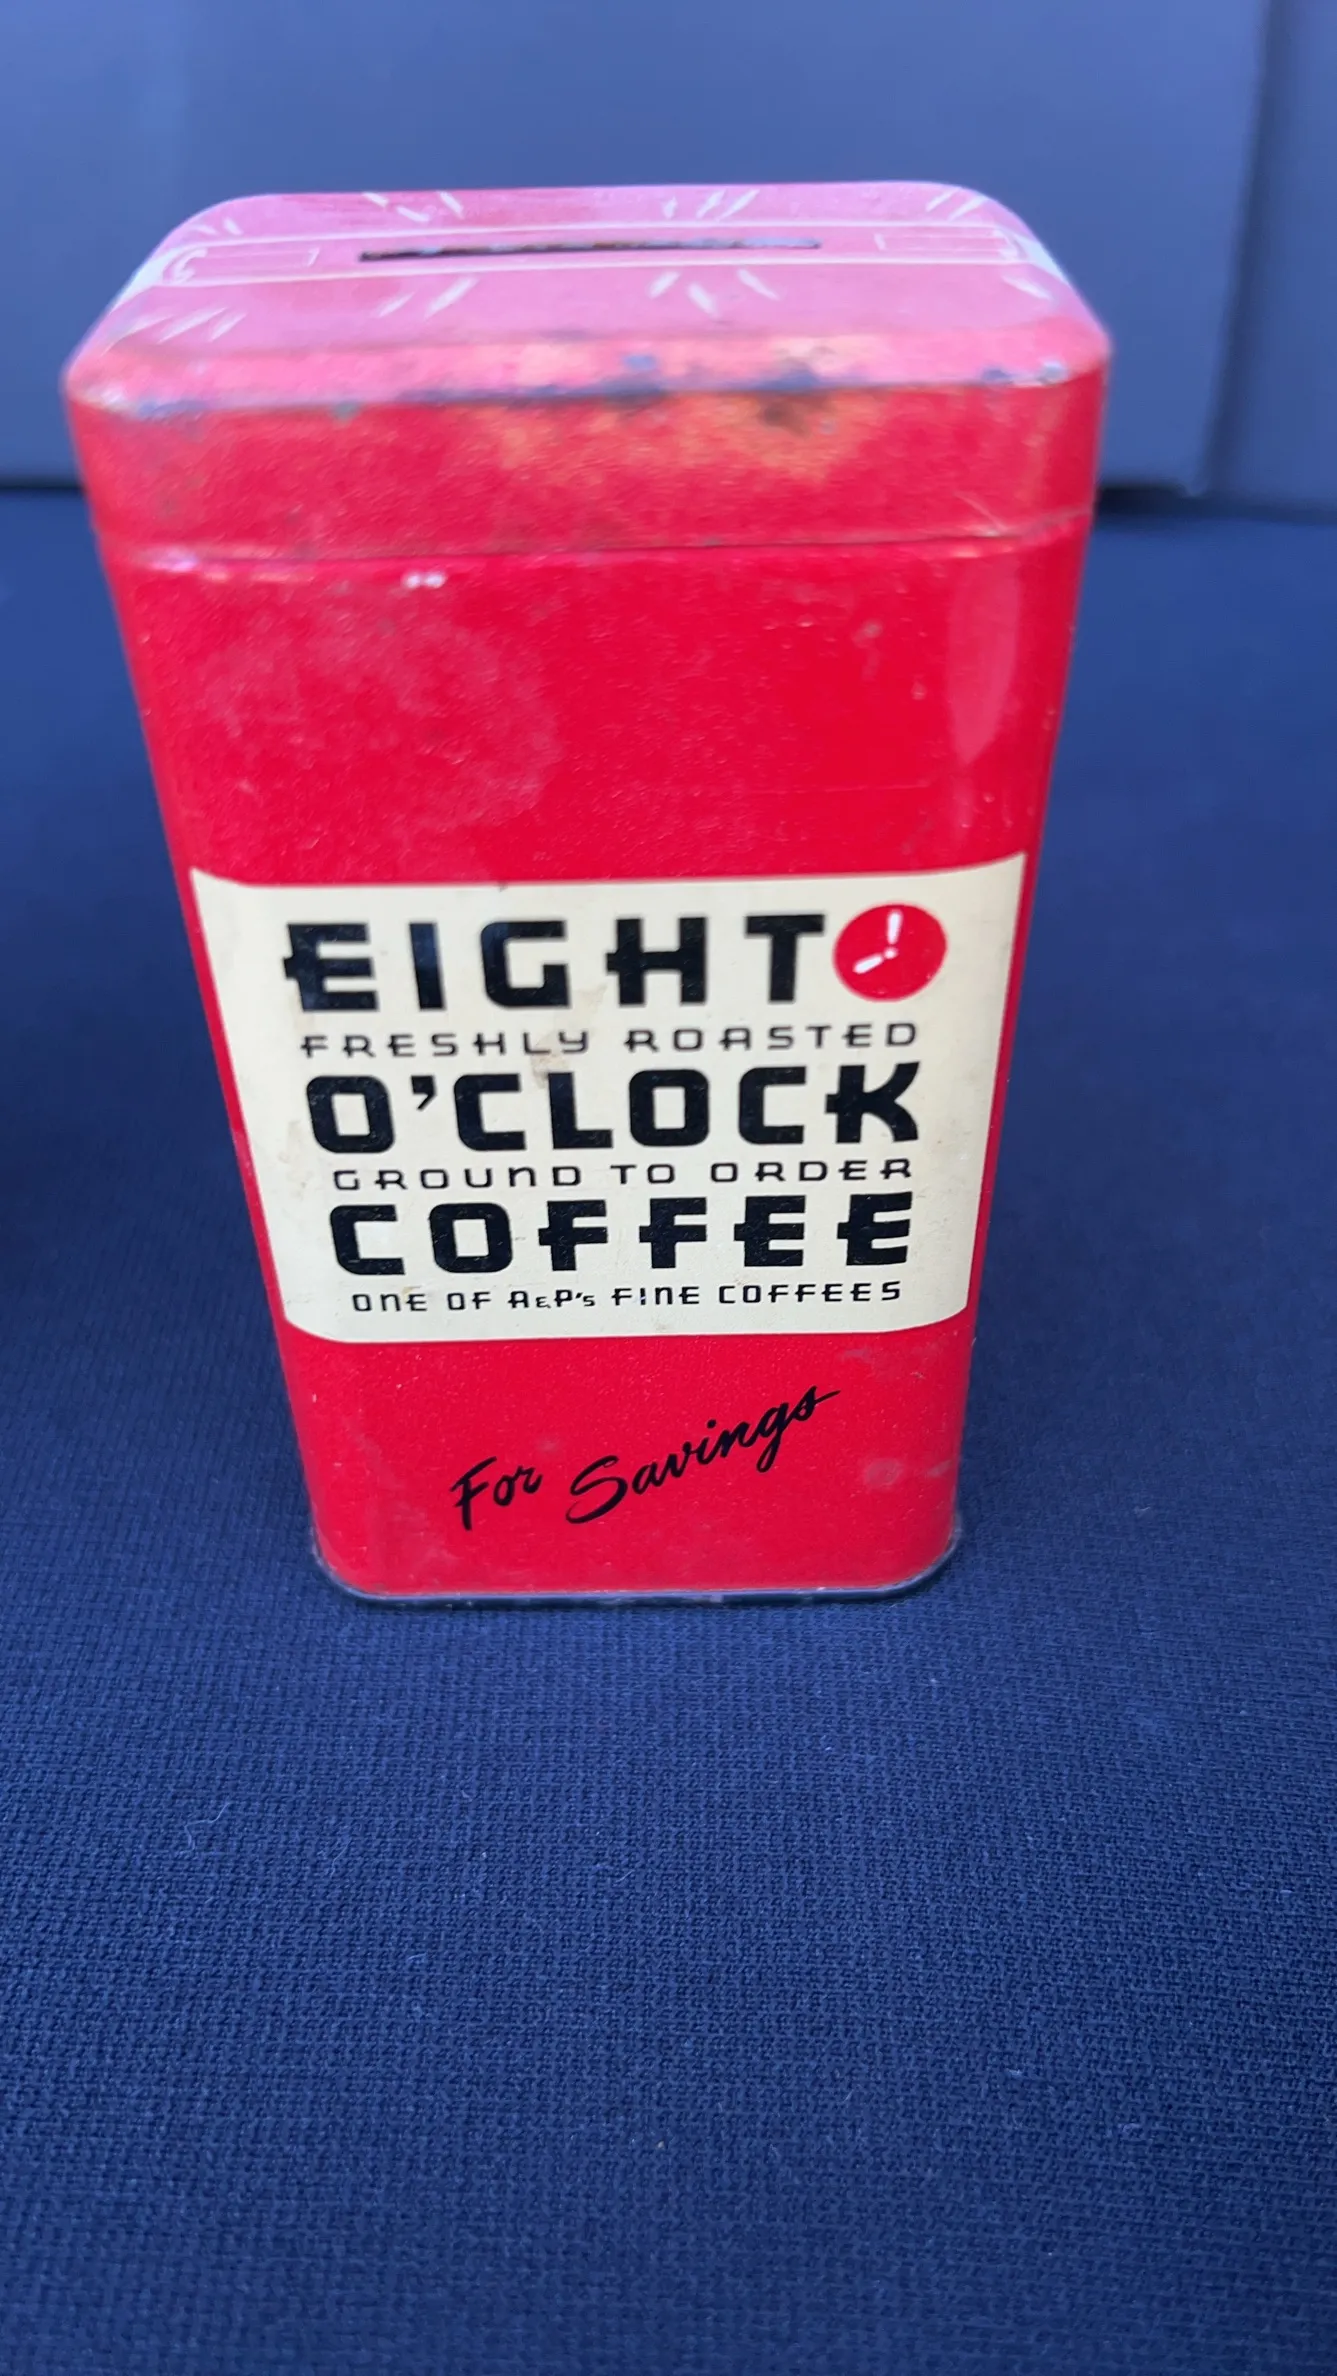 EIGHT
FRESHLY ROASTED
O'CLOCK
GROUND TO ORDER
COFFEE
ONE OF A&P's FINE COFFEES
For Savings